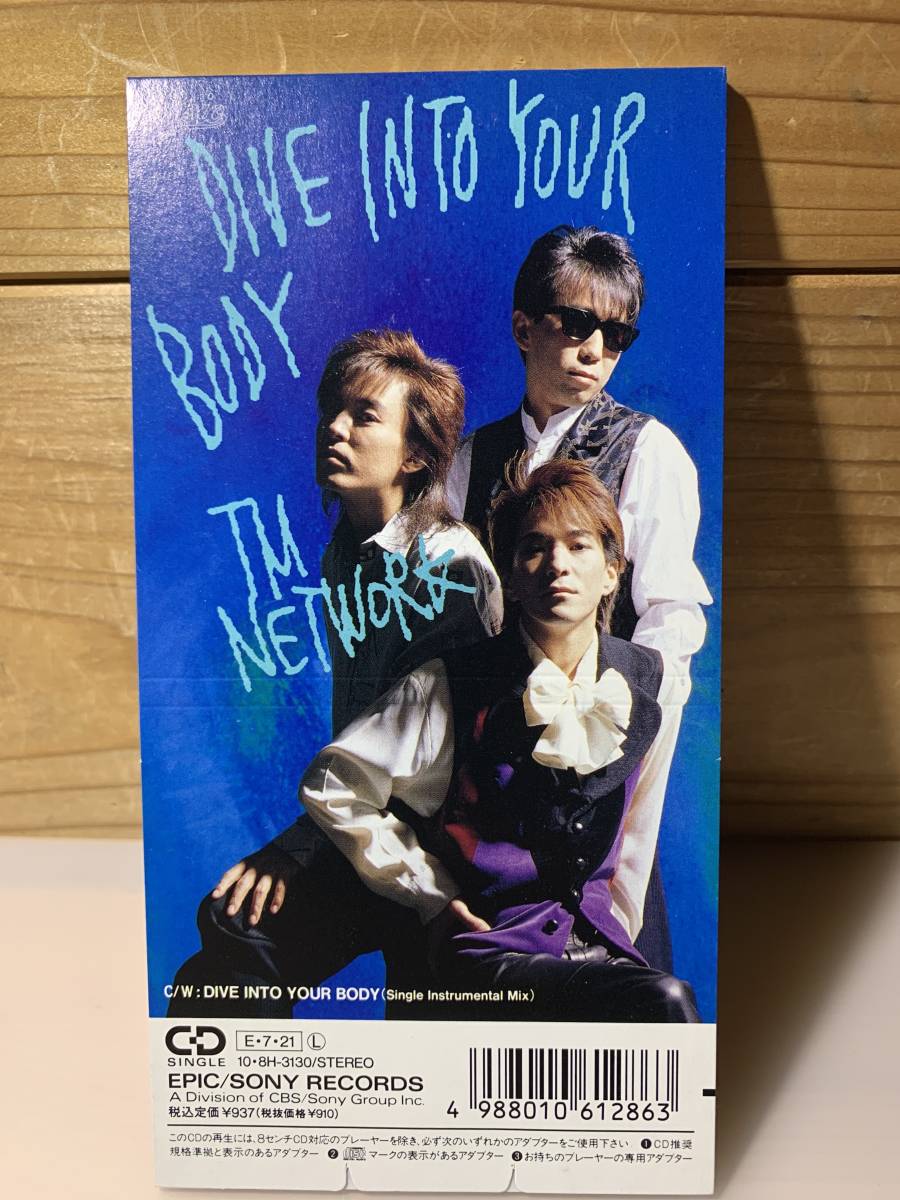 DIVE INTO YOUR
BODY
TM
NETWORK
C/W : DIVE INTO YOUR BODY (Single Instrumental Mix)
CD
SINGLE
E・7・21 Ⓛ
10・8H-3130/STEREO
EPIC/SONY RECORDS
A Division of CBS/Sony Group Inc.
税込定価¥937(税抜価格¥910)
4 988010 612863
このCDの再生には、8センチCD対応のプレーヤーを除き、必ず次のいずれかのアダプターをご使用下さい ❶CD推奨
規格準拠と表示のあるアダプター ❷ マークの表示があるアダプター ❸お持ちのプレーヤーの専用アダプター